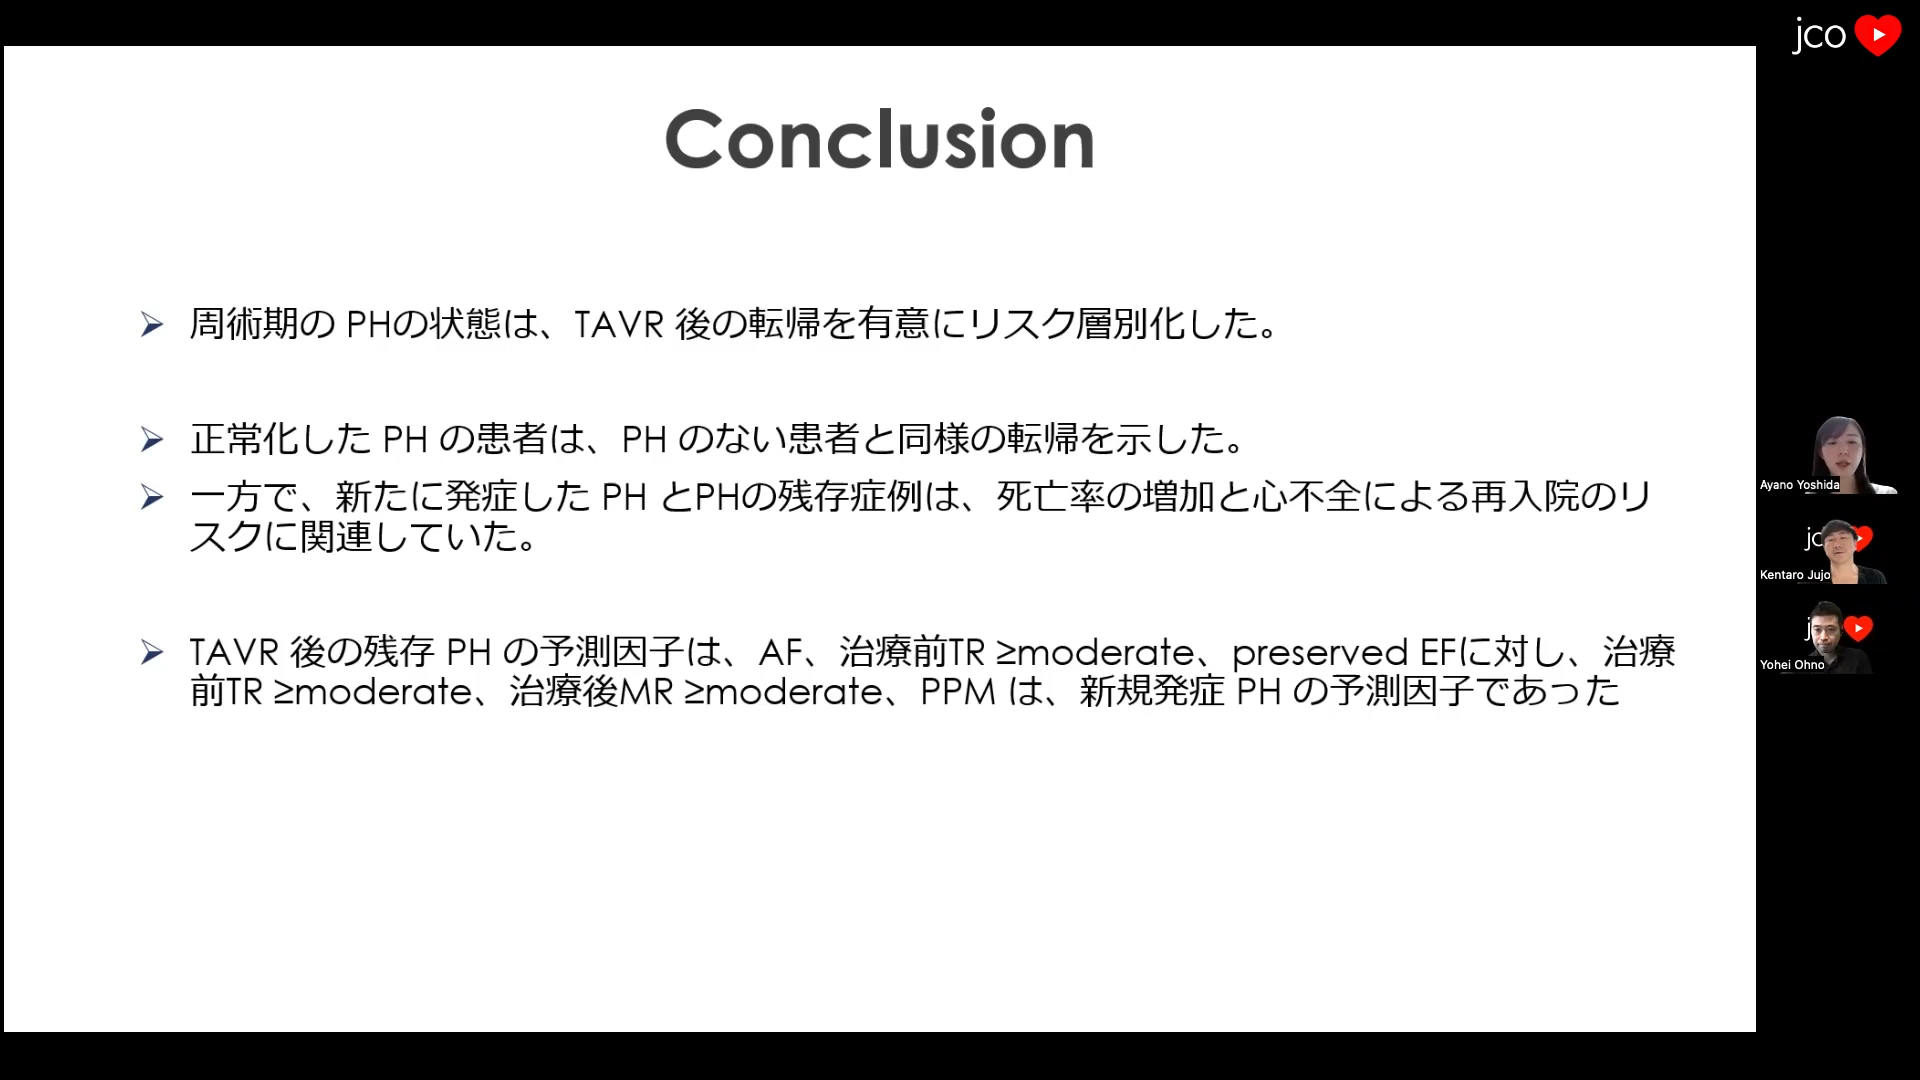 jco
Conclusion
周術期の PHの状態は、TAVR 後の転帰を有意にリスク層別化した。
正常化した PH の患者は、PH のない患者と同様の転帰を示した。
一方で、新たに発症した PH とPHの残存症例は、死亡率の増加と心不全による再入院のリ
スクに関連していた。
TAVR 後の残存 PH の予測因子は、AF、治療前TR ≥moderate、preserved EFに対し、治療
前TR ≥moderate、治療後MR ≥moderate、PPM は、新規発症 PH の予測因子であった
Ayano Yoshida
jc
Kentaro Jujo
j
Yohei Ohno